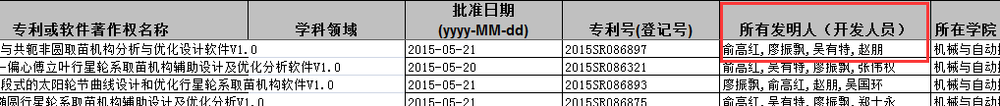 专利或软件著作权名称 学科领域 批准日期 (yyyy-MM-dd) 专利号(登记号) 所有发明人（开发人员） 所在学院
与共轭非圆取苗机构分析与优化设计软件V1.0 2015-05-21 2015SR086897 俞高红,廖振飘,吴有特,赵朋 机械与自动
-偏心傅立叶行星轮系取苗机构辅助设计及优化分析软件V1.0 2015-05-20 2015SR086321 俞高红,吴有特,廖振飘,张伟权 机械与自动
段式的太阳轮节曲线设计和优化行星轮系取苗机构软件V1.0 2015-05-21 2015SR086893 廖振飘,俞高红,赵朋,吴国环 机械与自动
椭圆行星轮系取苗机构辅助设计及优化分析软件V1.0 2015-05-21 2015SR086875 俞高红,吴有特,廖振飘,郑士永 机械与自动